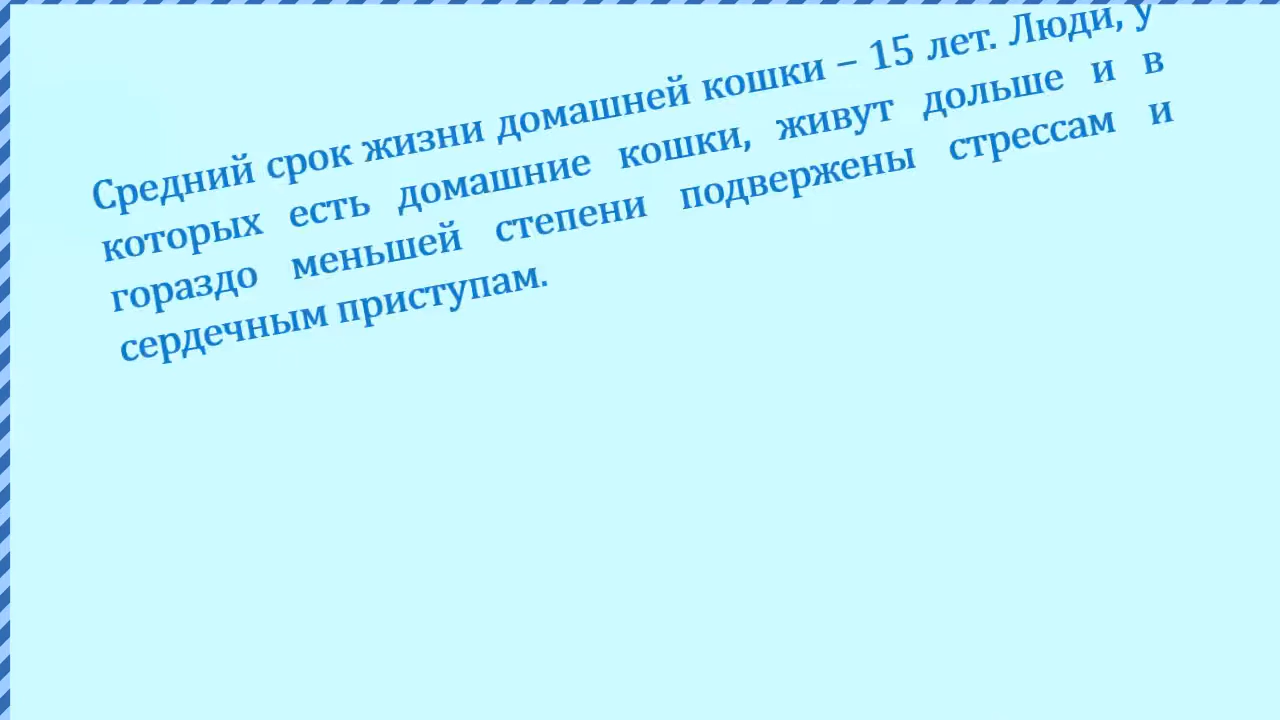 Средний срок жизни домашней кошки – 15 лет. Люди, у
которых есть домашние кошки, живут дольше и в
гораздо меньшей степени подвержены стрессам и
сердечным приступам.